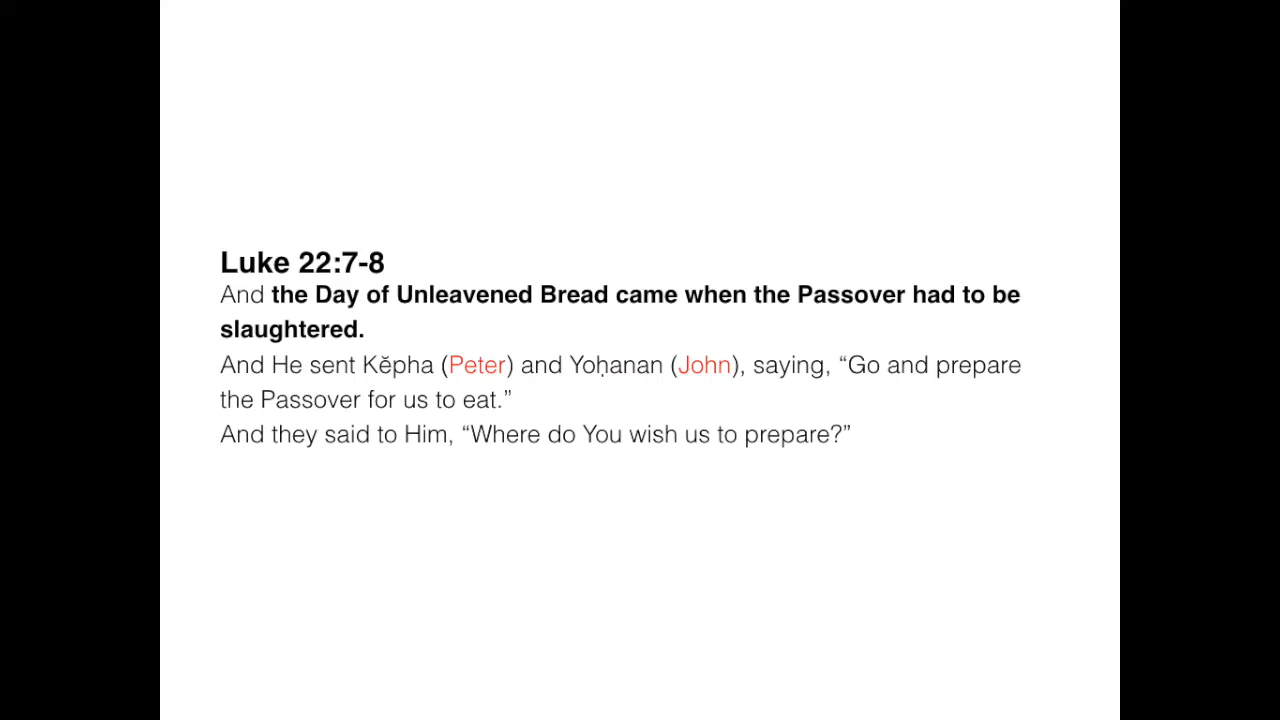 Luke 22:7-8
And the Day of Unleavened Bread came when the Passover had to be
slaughtered.
And He sent Kĕpha (Peter) and Yoḥanan (John), saying, “Go and prepare
the Passover for us to eat.”
And they said to Him, “Where do You wish us to prepare?”